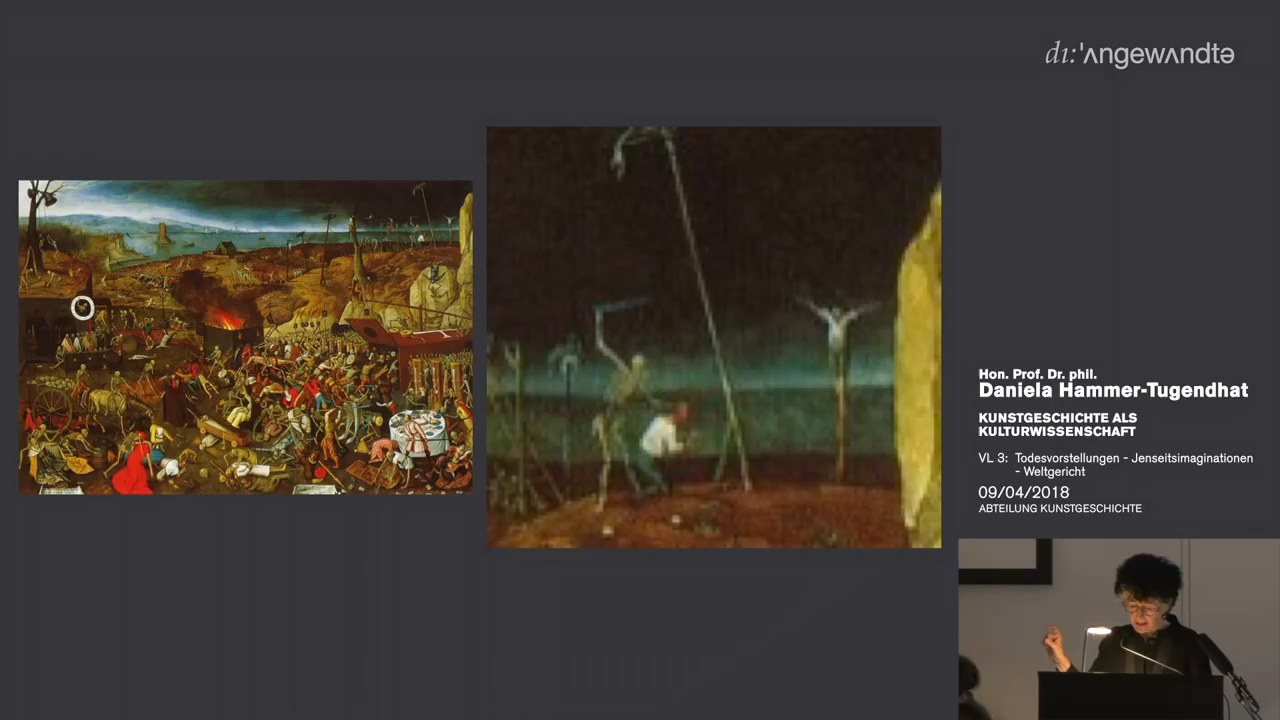 dı:'ʌngewʌndtə
Hon. Prof. Dr. phil.
Daniela Hammer-Tugendhat
KUNSTGESCHICHTE ALS
KULTURWISSENSCHAFT
VL 3: Todesvorstellungen - Jenseitsimaginationen
- Weltgericht
09/04/2018
ABTEILUNG KUNSTGESCHICHTE